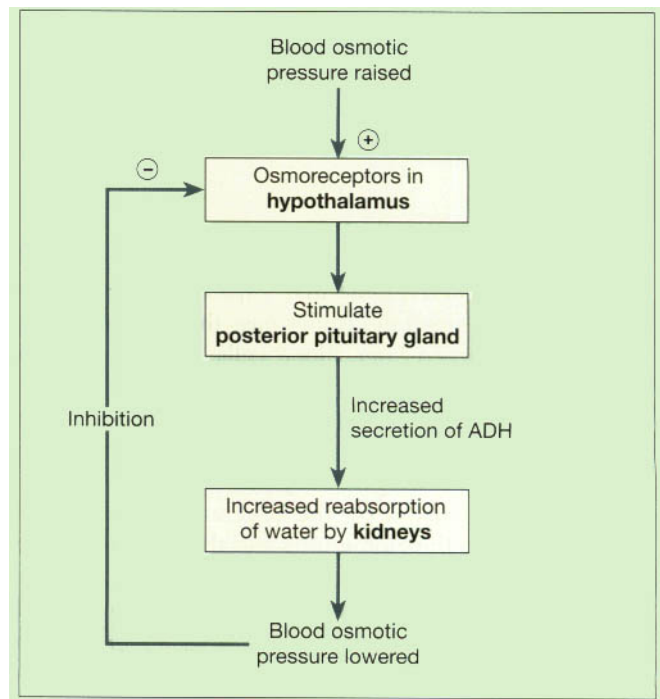 Blood osmotic
pressure raised
+
−
Osmoreceptors in
hypothalamus
Stimulate
posterior pituitary gland
Inhibition
Increased
secretion of ADH
Increased reabsorption
of water by kidneys
Blood osmotic
pressure lowered